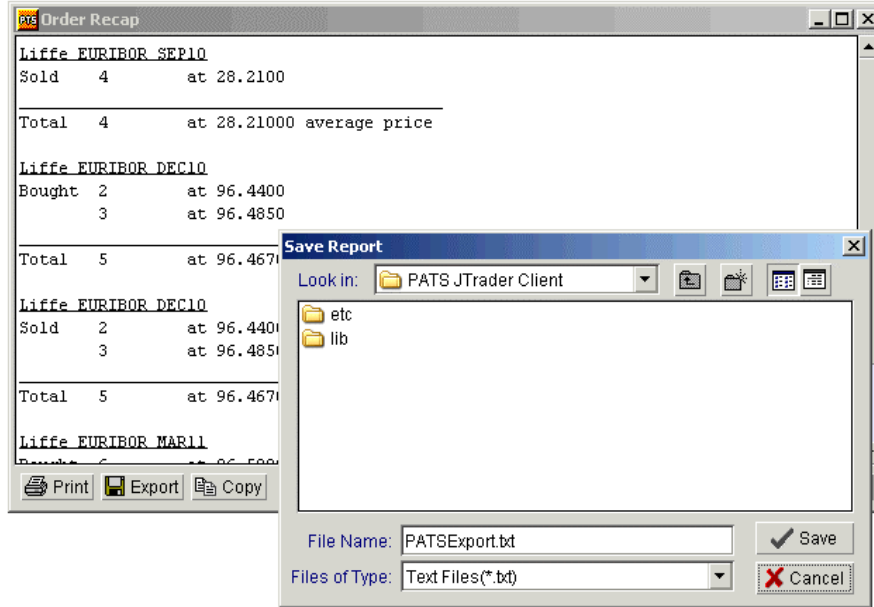 PTS Order Recap
Liffe EURIBOR SEP10
Sold 4 at 28.2100
Total 4 at 28.21000 average price
Liffe EURIBOR DEC10
Bought 2 at 96.4400
3 at 96.4850
Total 5 at 96.4670
Liffe EURIBOR DEC10
Sold 2 at 96.440
3 at 96.485
Total 5 at 96.4670
Liffe EURIBOR MAR11
Print Export Copy
Save Report
Look in: PATS JTrader Client
etc
lib
File Name: PATSExport.txt Save
Files of Type: Text Files(*.txt) Cancel